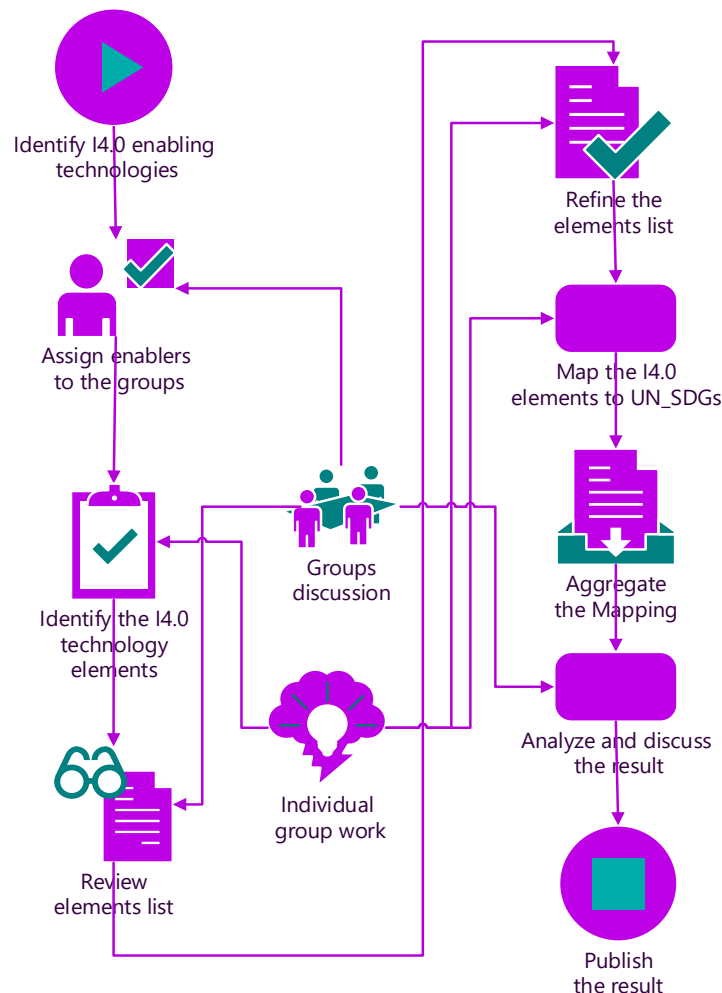 Identify I4.0 enabling
technologies
Assign enablers
to the groups
Identify the I4.0
technology
elements
Review
elements list
Groups
discussion
Individual
group work
Refine the
elements list
Map the I4.0
elements to UN_SDGs
Aggregate
the Mapping
Analyze and discuss
the result
Publish
the result